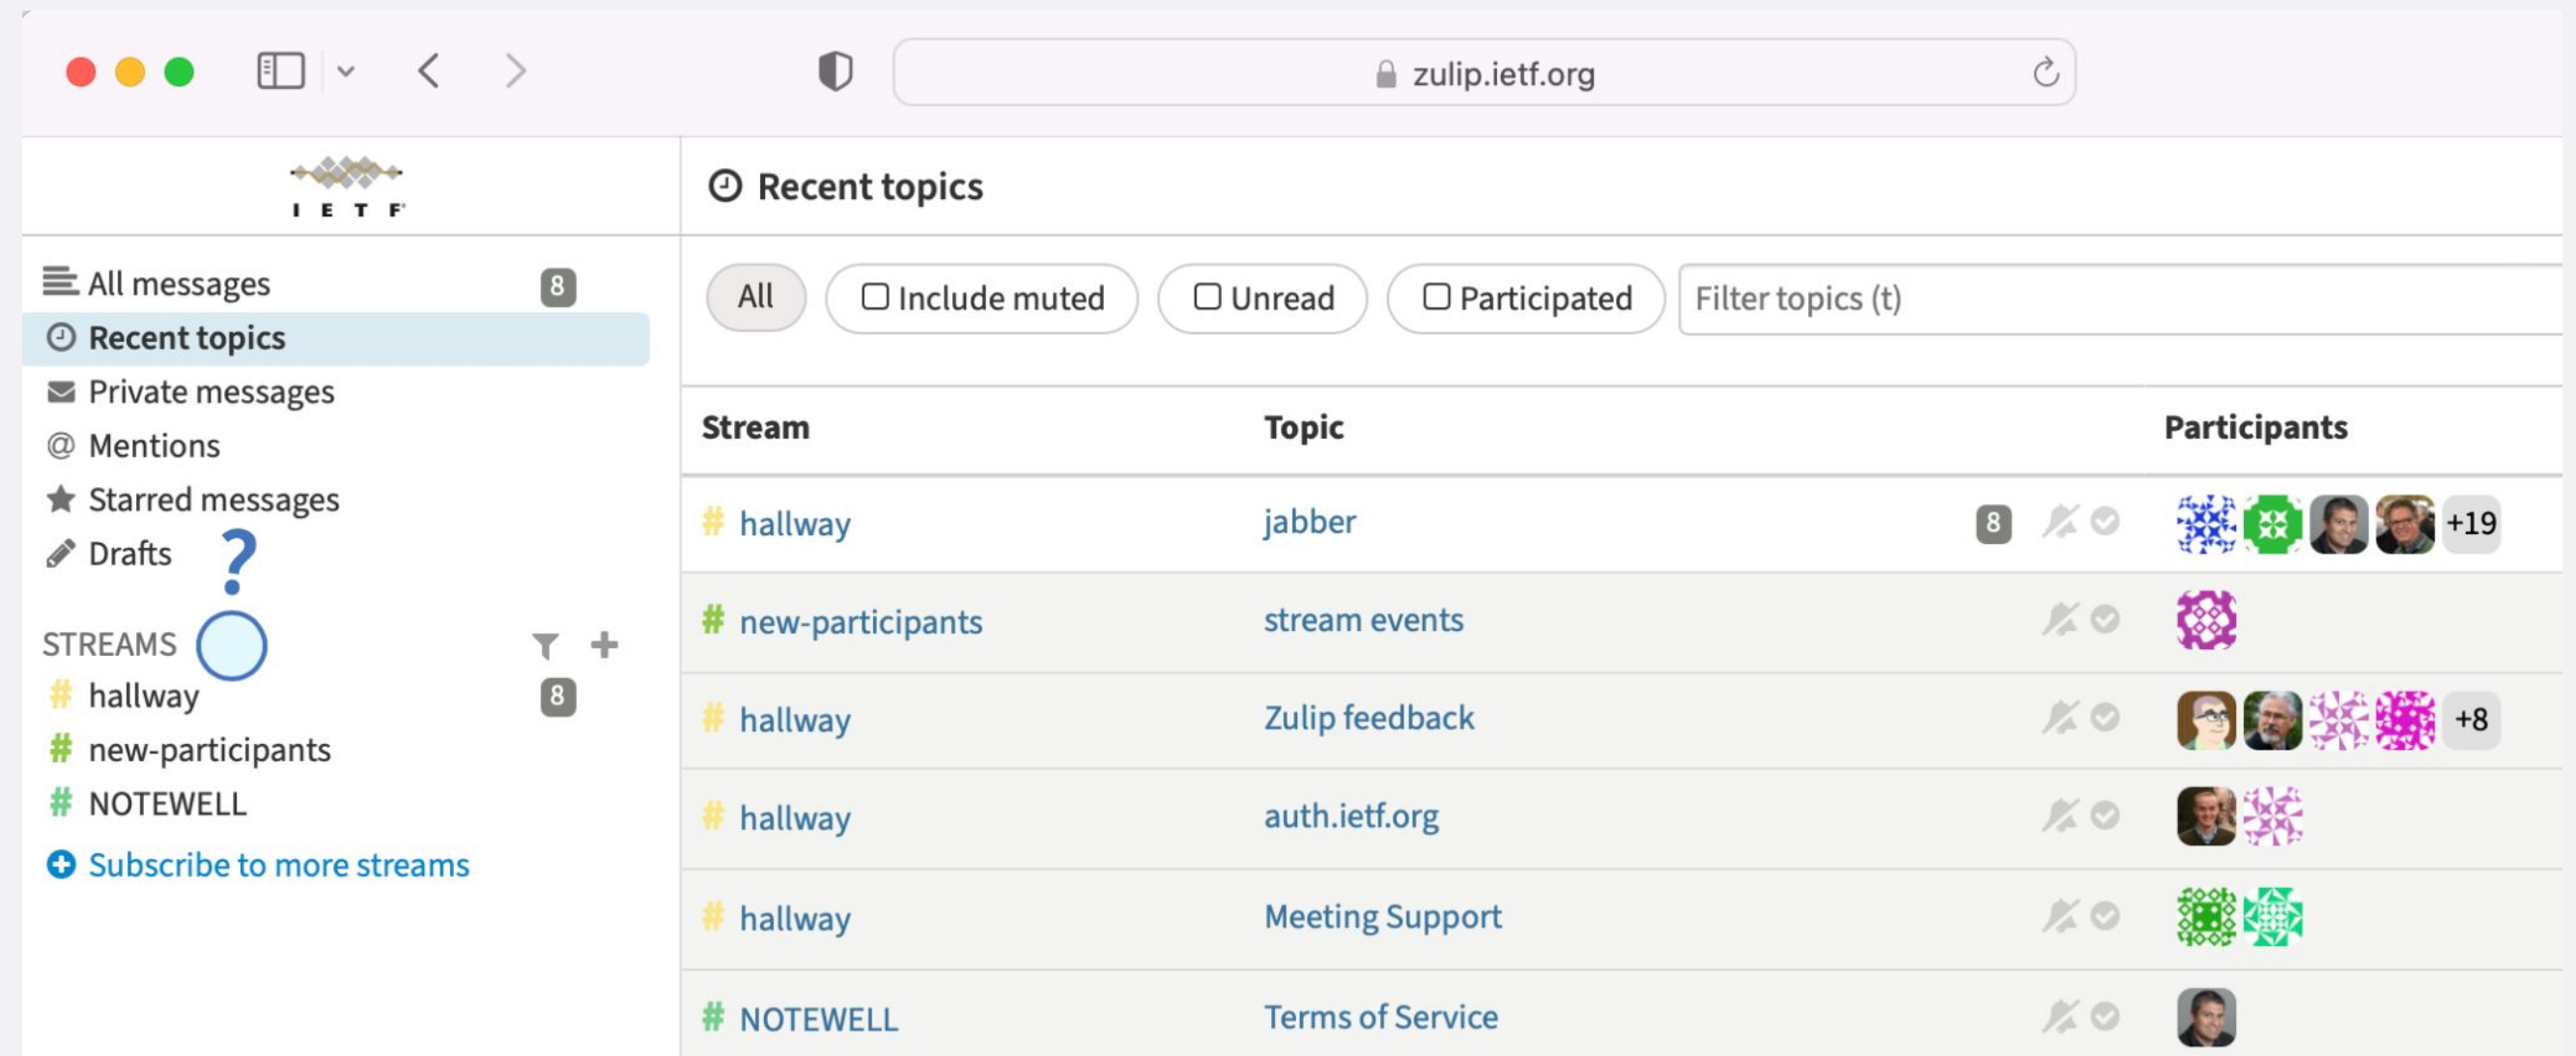 zulip.ietf.org
IETF
Recent topics
All messages 8
Recent topics
Private messages
@ Mentions
Starred messages
Drafts
?
STREAMS
# hallway 8
# new-participants
# NOTEWELL
Subscribe to more streams
All Include muted Unread Participated Filter topics (t)
Stream Topic Participants
# hallway jabber 8 +19
# new-participants stream events
# hallway Zulip feedback +8
# hallway auth.ietf.org
# hallway Meeting Support
# NOTEWELL Terms of Service